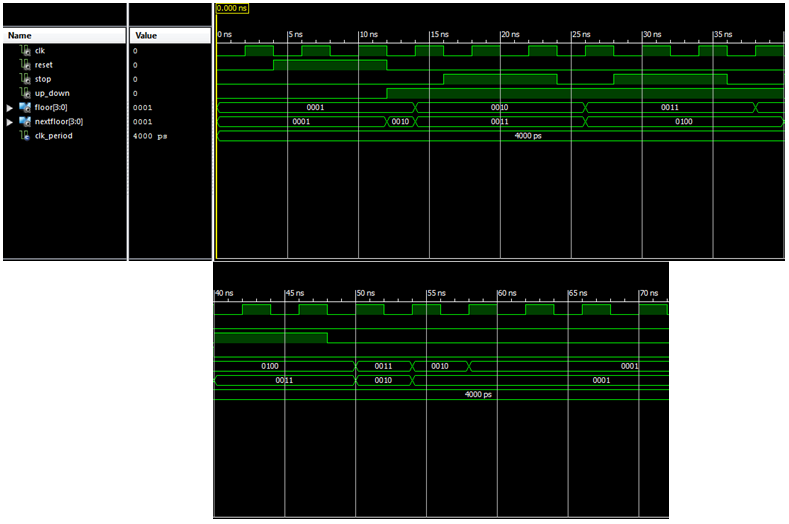 0.000 ns
Name Value 0 ns 5 ns 10 ns 15 ns 20 ns 25 ns 30 ns 35 ns
clk 0
reset 0
stop 0
up_down 0
floor[3:0] 0001 0001 0010 0011
nextfloor[3:0] 0001 0001 0010 0011 0100
clk_period 4000 ps 4000 ps
40 ns 45 ns 50 ns 55 ns 60 ns 65 ns 70 ns
0100 0011 0010 0001
0011 0010 0001
4000 ps